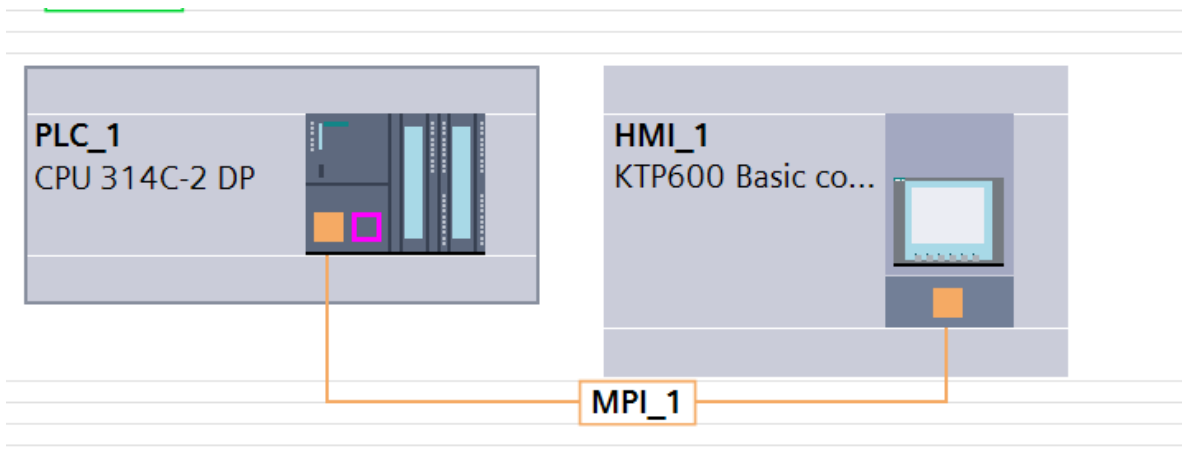 PLC_1
CPU 314C-2 DP
HMI_1
KTP600 Basic co...
MPI_1